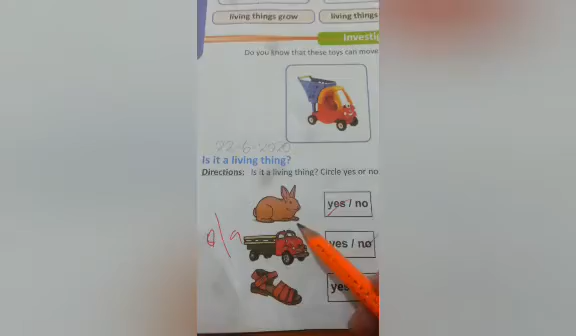 living things grow
living things
Investig
Do you know that these toys can move
22-6-2020
Is it a living thing?
Directions: Is it a living thing? Circle yes or no
yes / no
yes / no
yes